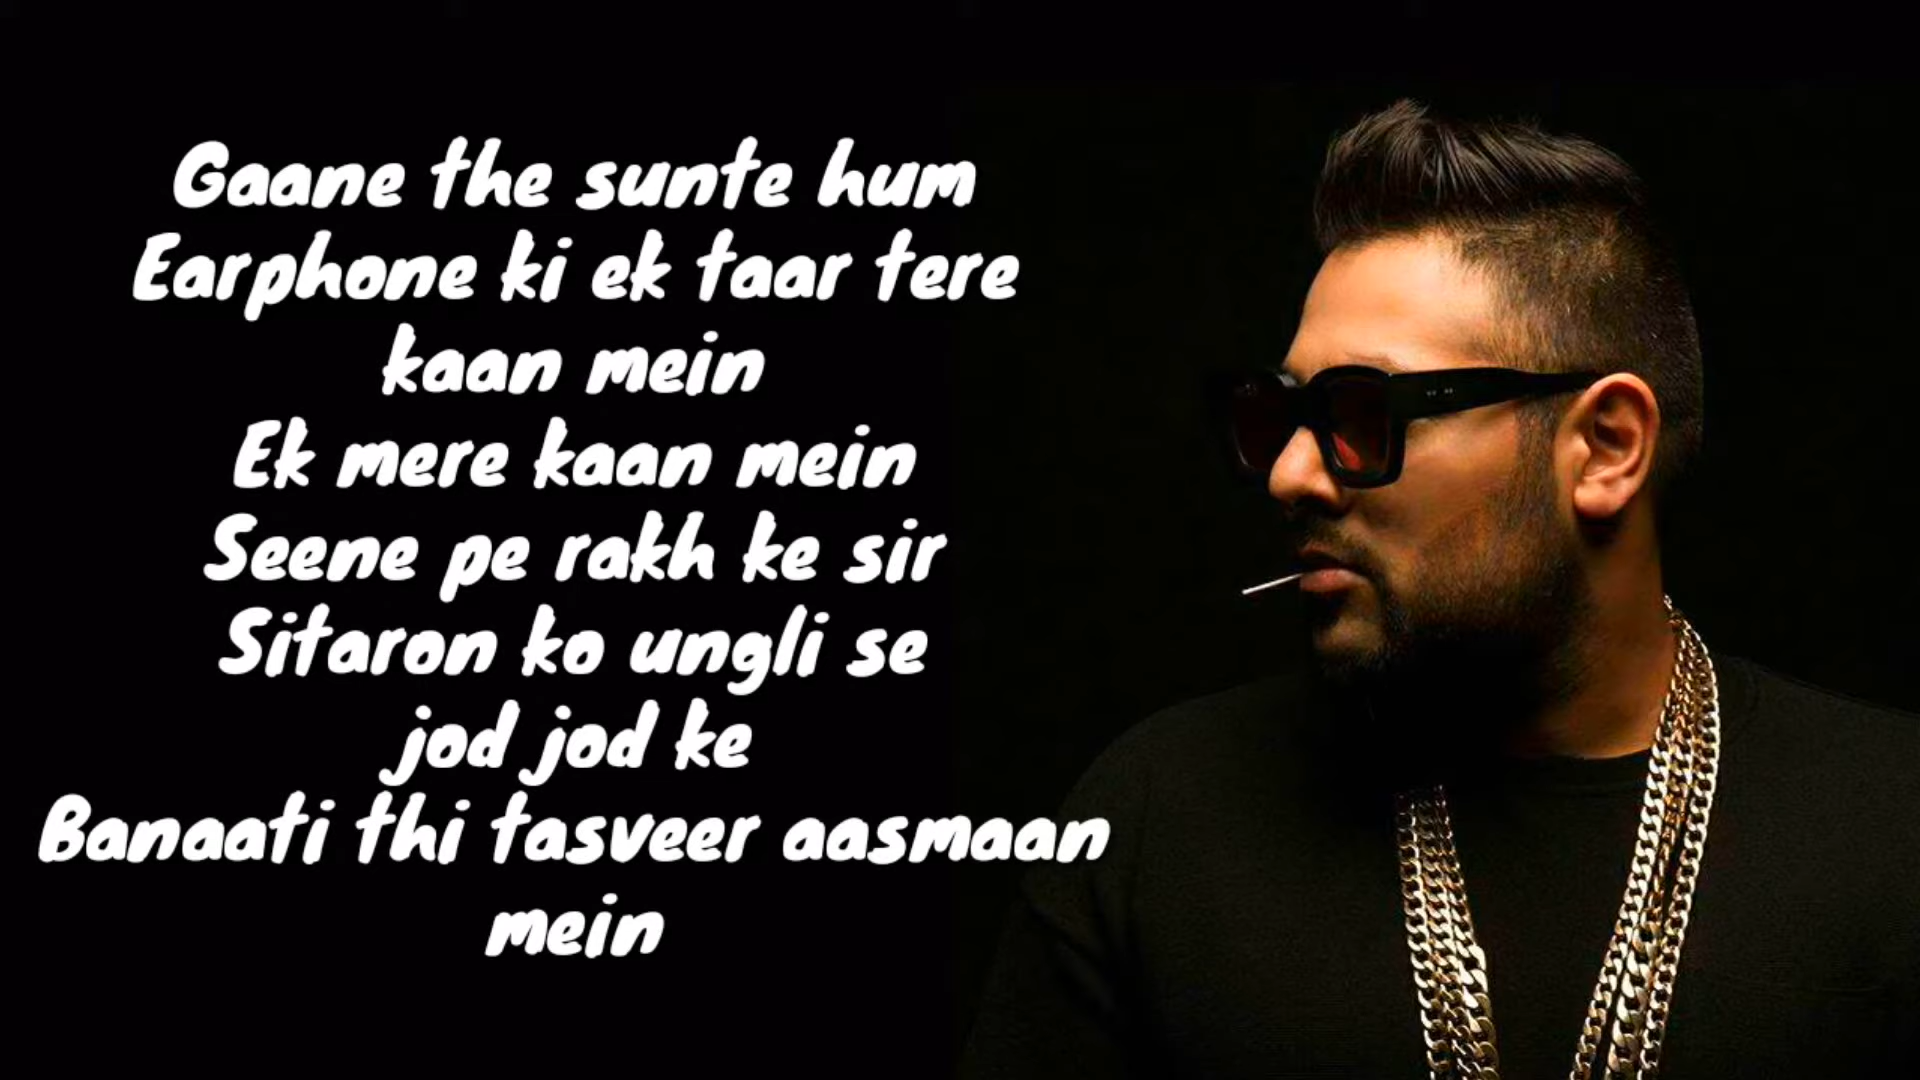 Gaane the sunte hum
Earphone ki ek taar tere
kaan mein
Ek mere kaan mein
Seene pe rakh ke sir
Sitaron ko ungli se
jod jod ke
Banaati thi tasveer aasmaan
mein